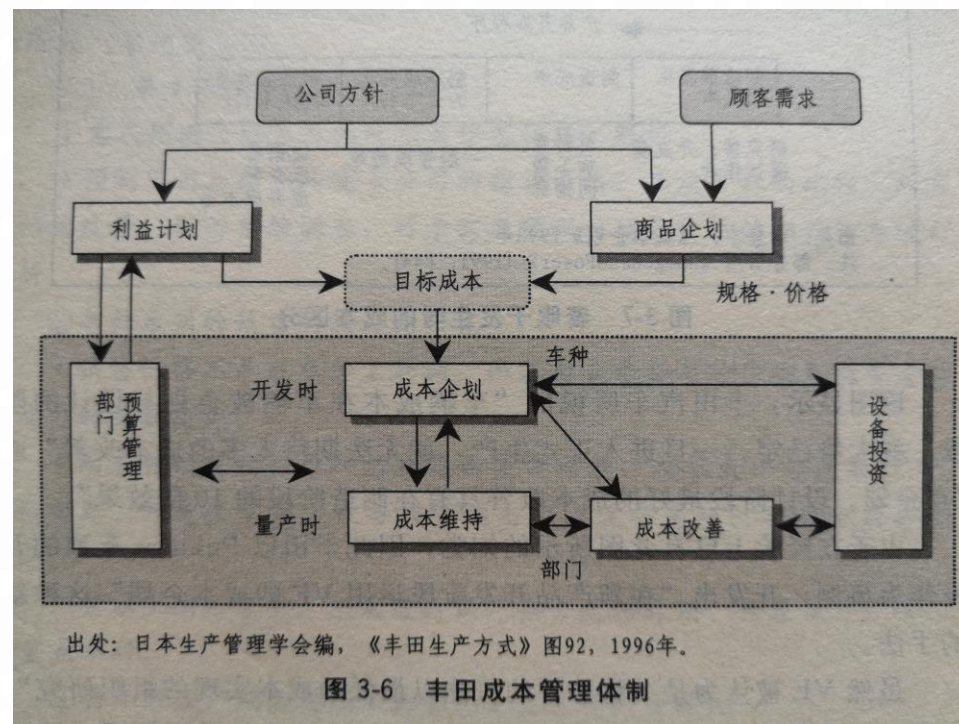 公司方针
顾客需求
利益计划
商品企划
目标成本
规格·价格
车种
部门
预算管理
开发时
成本企划
设备投资
量产时
成本维持
成本改善
部门
出处：日本生产管理学会编，《丰田生产方式》图92，1996年。
图 3-6 丰田成本管理体制